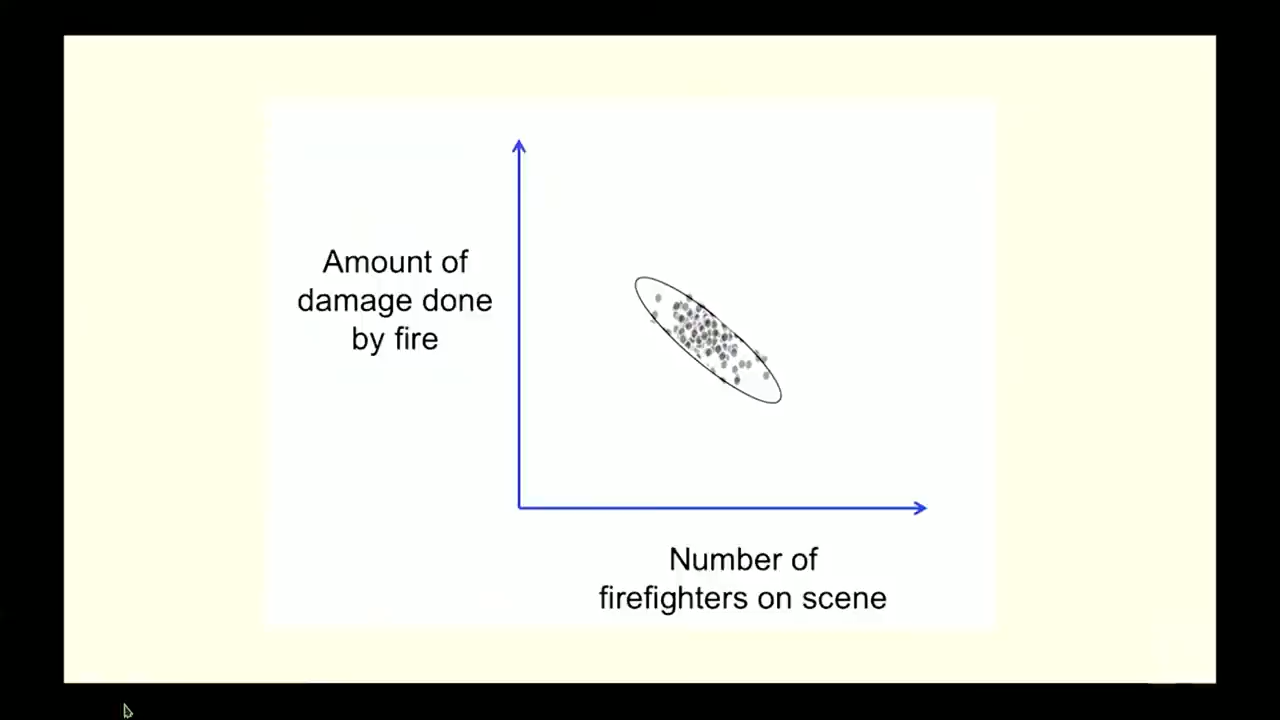 Amount of
damage done
by fire
Number of
firefighters on scene